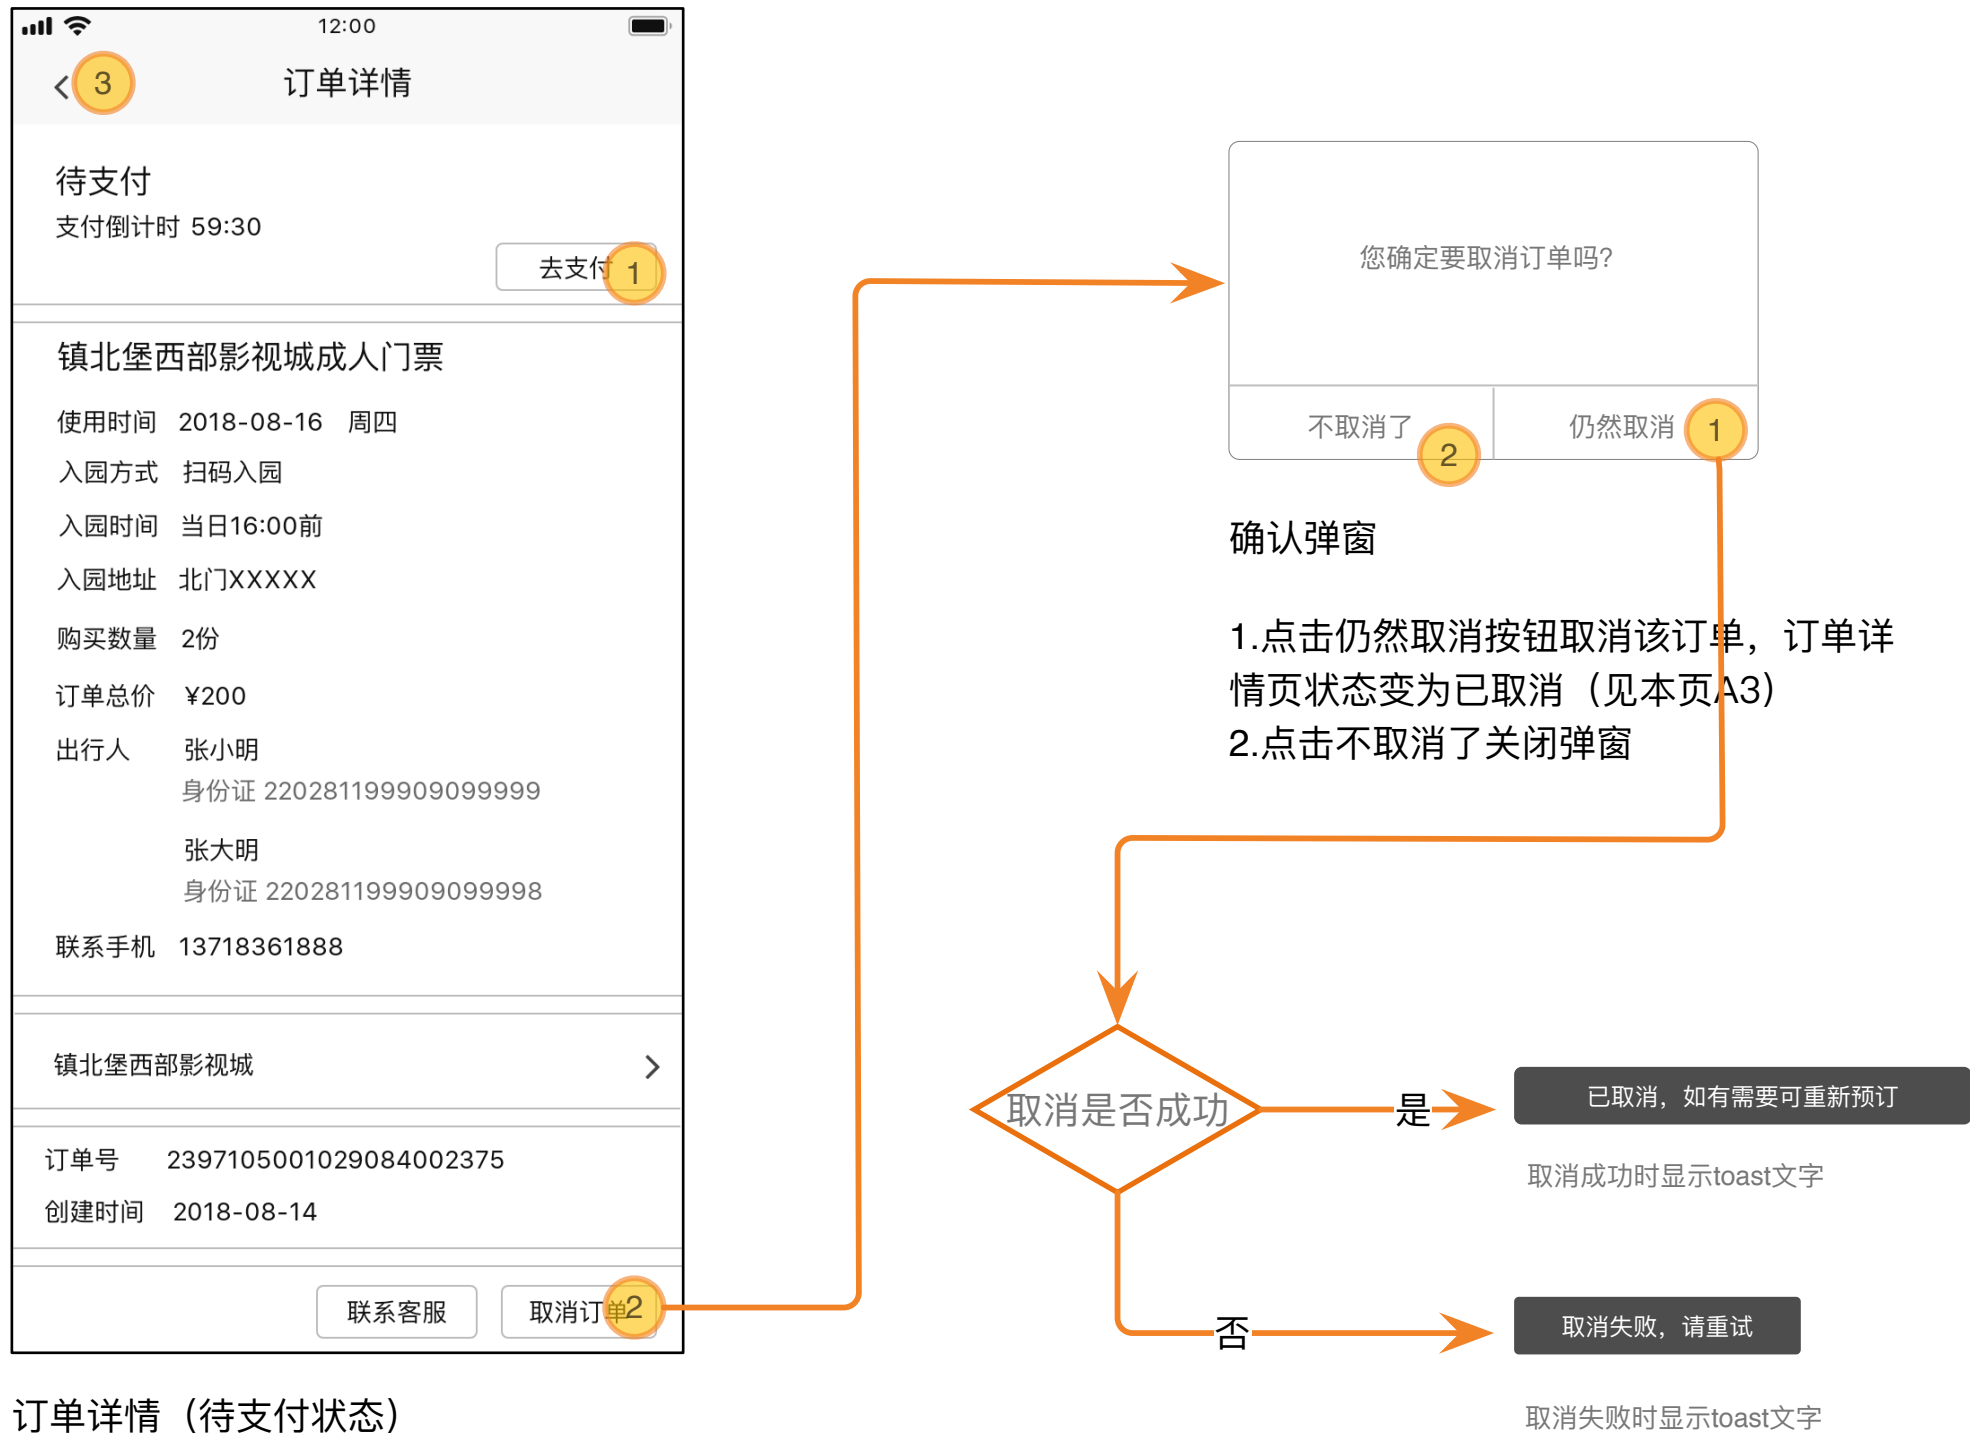 12:00
3
订单详情
待支付
支付倒计时 59:30
去支付
1
镇北堡西部影视城成人门票
使用时间 2018-08-16 周四
入园方式 扫码入园
入园时间 当日16:00前
入园地址 北门XXXXX
购买数量 2份
订单总价 ¥200
出行人 张小明
身份证 220281199909099999
张大明
身份证 220281199909099998
联系手机 13718361888
镇北堡西部影视城
订单号 2397105001029084002375
创建时间 2018-08-14
联系客服
取消订单
2
订单详情（待支付状态）
您确定要取消订单吗?
不取消了
2
仍然取消
1
确认弹窗
1.点击仍然取消按钮取消该订单，订单详
情页状态变为已取消（见本页A3）
2.点击不取消了关闭弹窗
取消是否成功
是
已取消，如有需要可重新预订
取消成功时显示toast文字
否
取消失败，请重试
取消失败时显示toast文字